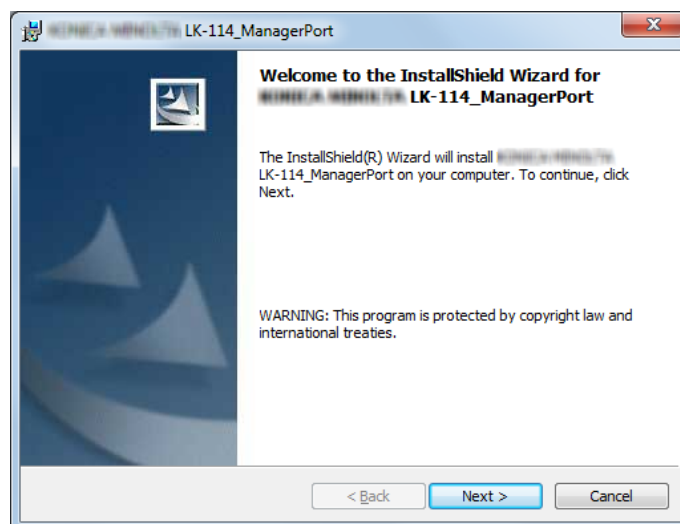 LK-114_ManagerPort
Welcome to the InstallShield Wizard for
LK-114_ManagerPort
The InstallShield(R) Wizard will install
LK-114_ManagerPort on your computer. To continue, click
Next.
WARNING: This program is protected by copyright law and
international treaties.
< Back
Next >
Cancel